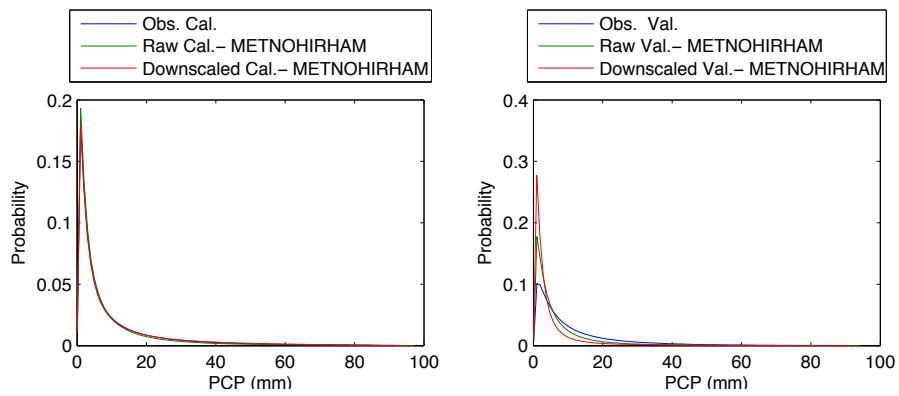 Obs. Cal.
Raw Cal.− METNOHIRHAM
Downscaled Cal.− METNOHIRHAM
0.2
0.15
0.1
0.05
0
0 20 40 60 80 100
Probability
PCP (mm)
Obs. Val.
Raw Val.− METNOHIRHAM
Downscaled Val.− METNOHIRHAM
0.4
0.3
0.2
0.1
0
0 20 40 60 80 100
Probability
PCP (mm)